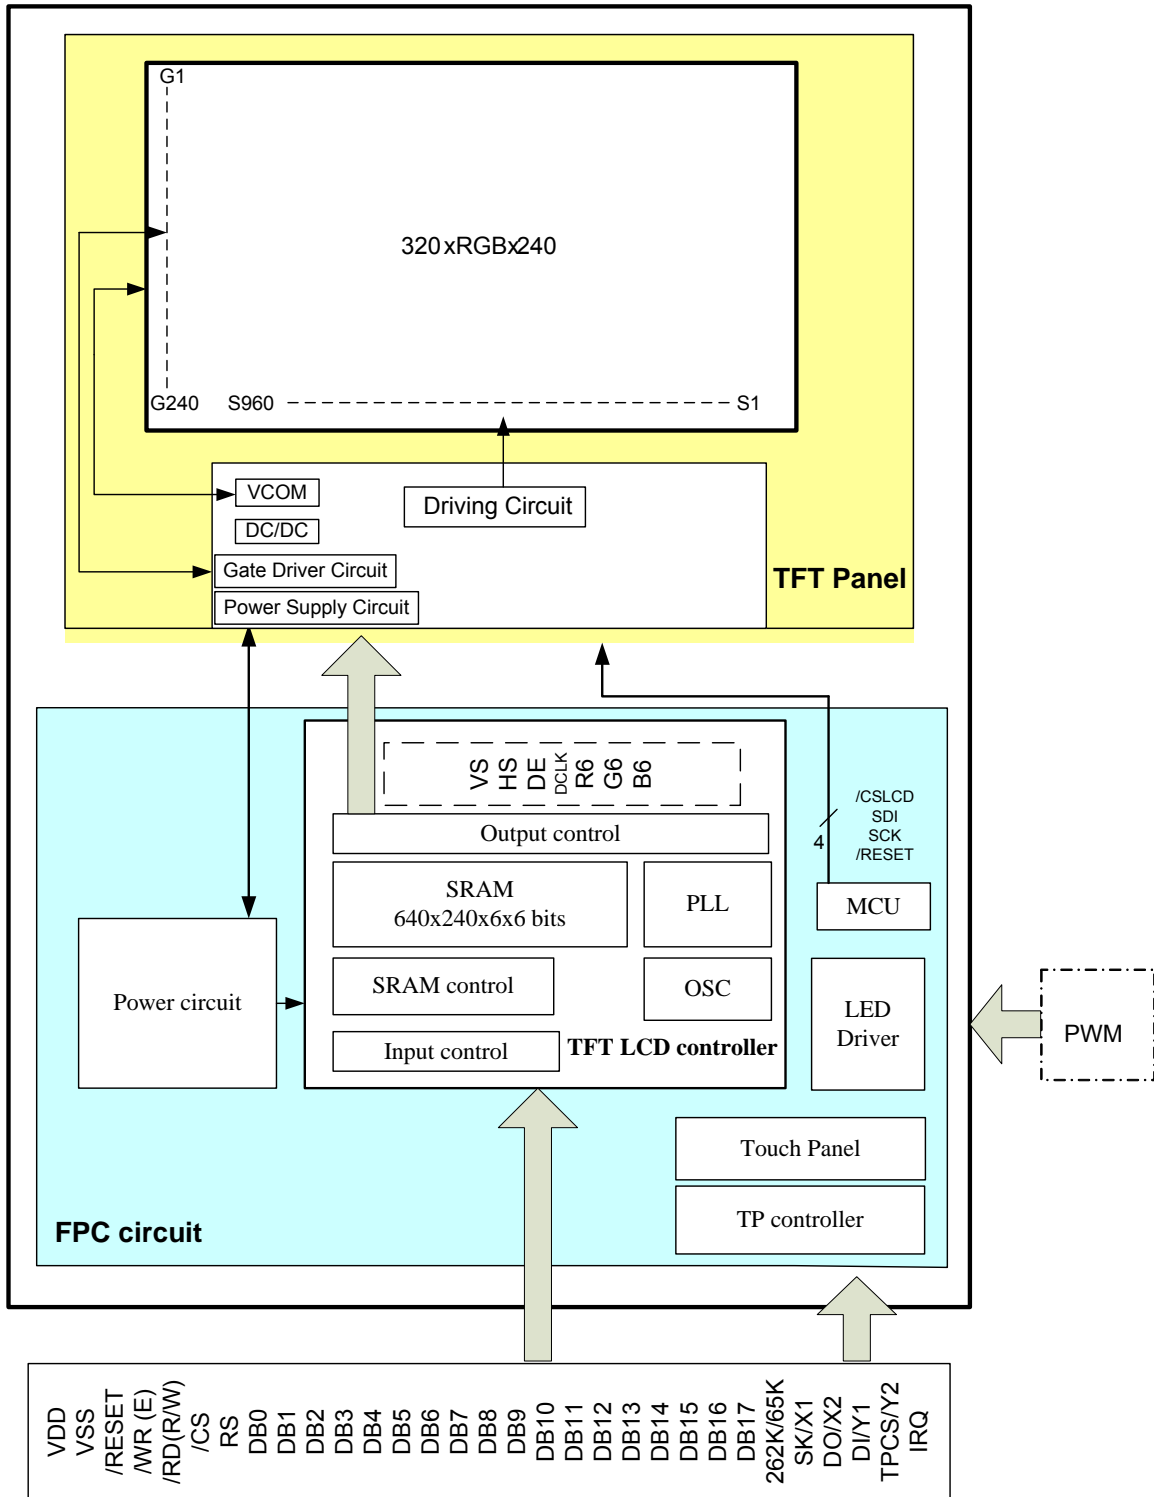 G1
320xRGBx240
G240
S960
S1
VCOM
Driving Circuit
DC/DC
Gate Driver Circuit
Power Supply Circuit
TFT Panel
VS
HS
DE
DCLK
R6
G6
B6
Output control
SRAM
640x240x6x6 bits
PLL
SRAM control
OSC
Input control
TFT LCD controller
Power circuit
/CSLCD
SDI
SCK
/RESET
4
MCU
LED
Driver
PWM
Touch Panel
TP controller
FPC circuit
VDD
VSS
/RESET
/WR (E)
/RD(R/W)
/CS
RS
DB0
DB1
DB2
DB3
DB4
DB5
DB6
DB7
DB8
DB9
DB10
DB11
DB12
DB13
DB14
DB15
DB16
DB17
262K/65K
SK/X1
DO/X2
DI/Y1
TPCS/Y2
IRQ